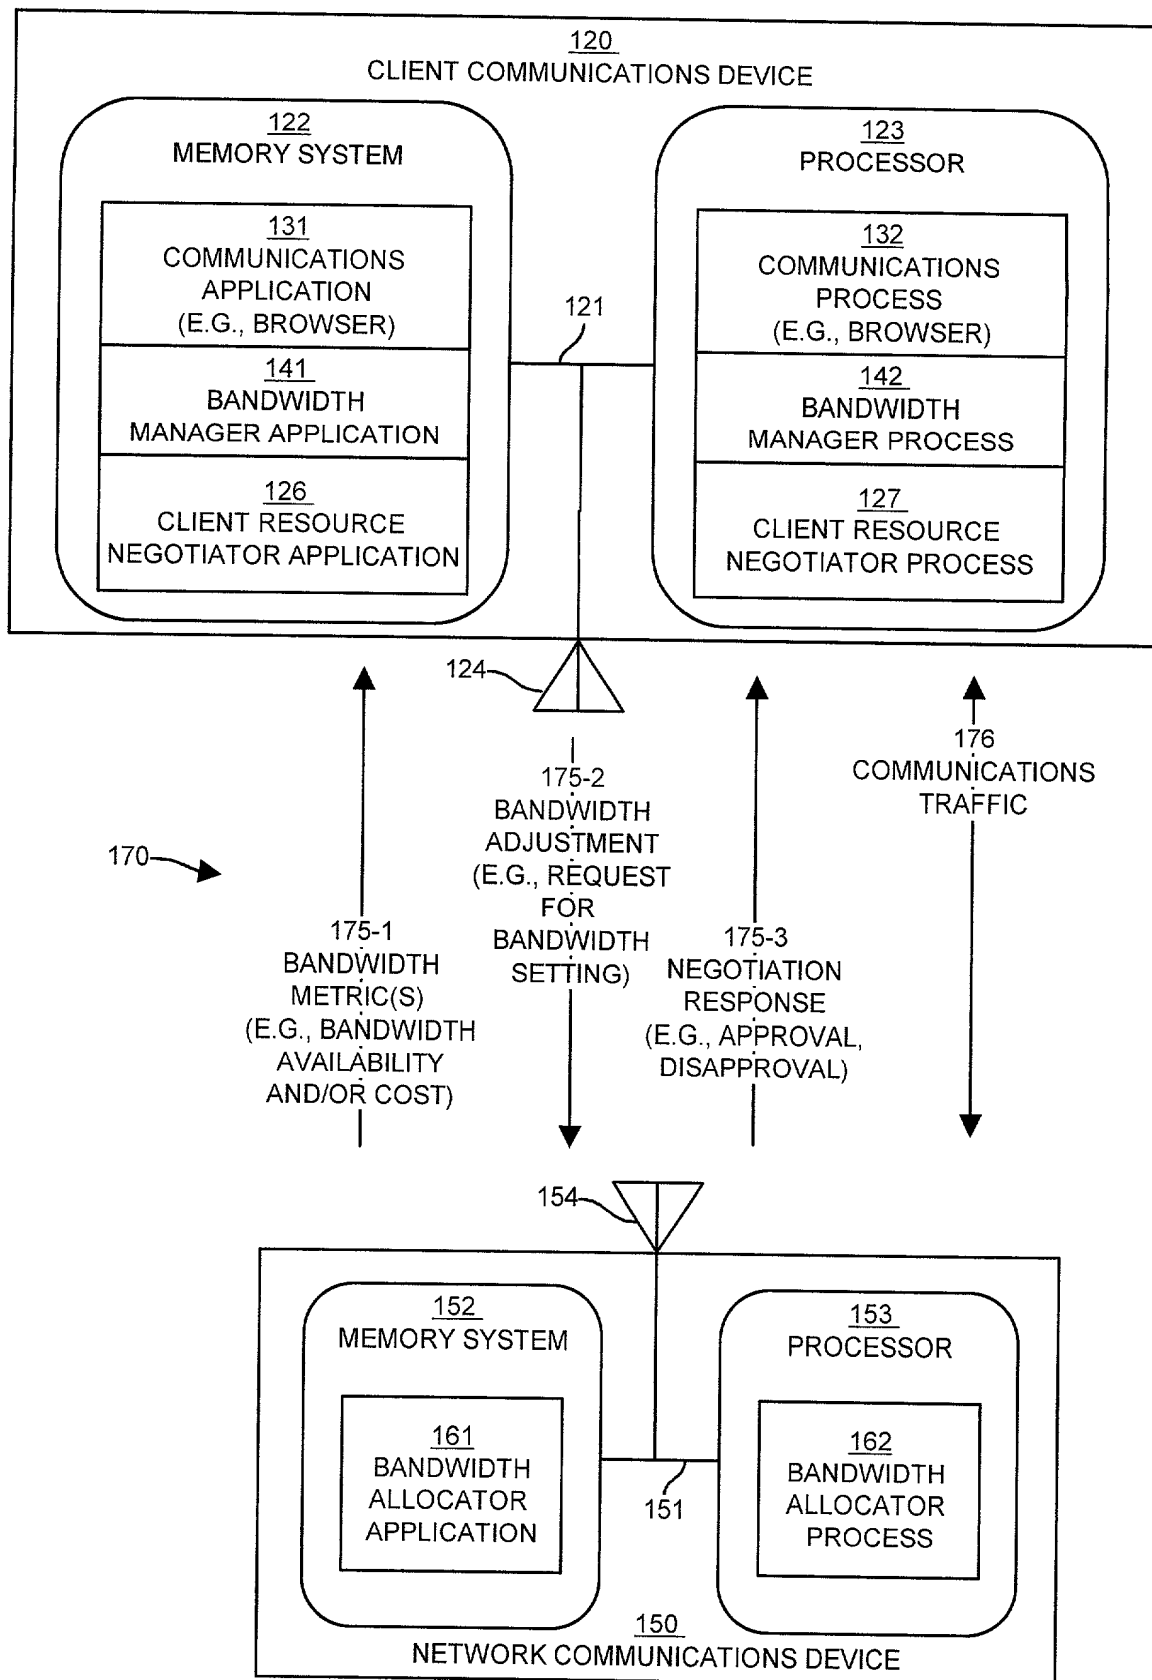 120
CLIENT COMMUNICATIONS DEVICE
122
MEMORY SYSTEM
131
COMMUNICATIONS
APPLICATION
(E.G., BROWSER)
141
BANDWIDTH
MANAGER APPLICATION
126
CLIENT RESOURCE
NEGOTIATOR APPLICATION
121
123
PROCESSOR
132
COMMUNICATIONS
PROCESS
(E.G., BROWSER)
142
BANDWIDTH
MANAGER PROCESS
127
CLIENT RESOURCE
NEGOTIATOR PROCESS
124
170
175-1
BANDWIDTH
METRIC(S)
(E.G., BANDWIDTH
AVAILABILITY
AND/OR COST)
175-2
BANDWIDTH
ADJUSTMENT
(E.G., REQUEST
FOR
BANDWIDTH
SETTING)
175-3
NEGOTIATION
RESPONSE
(E.G., APPROVAL,
DISAPPROVAL)
176
COMMUNICATIONS
TRAFFIC
154
152
MEMORY SYSTEM
161
BANDWIDTH
ALLOCATOR
APPLICATION
151
153
PROCESSOR
162
BANDWIDTH
ALLOCATOR
PROCESS
150
NETWORK COMMUNICATIONS DEVICE